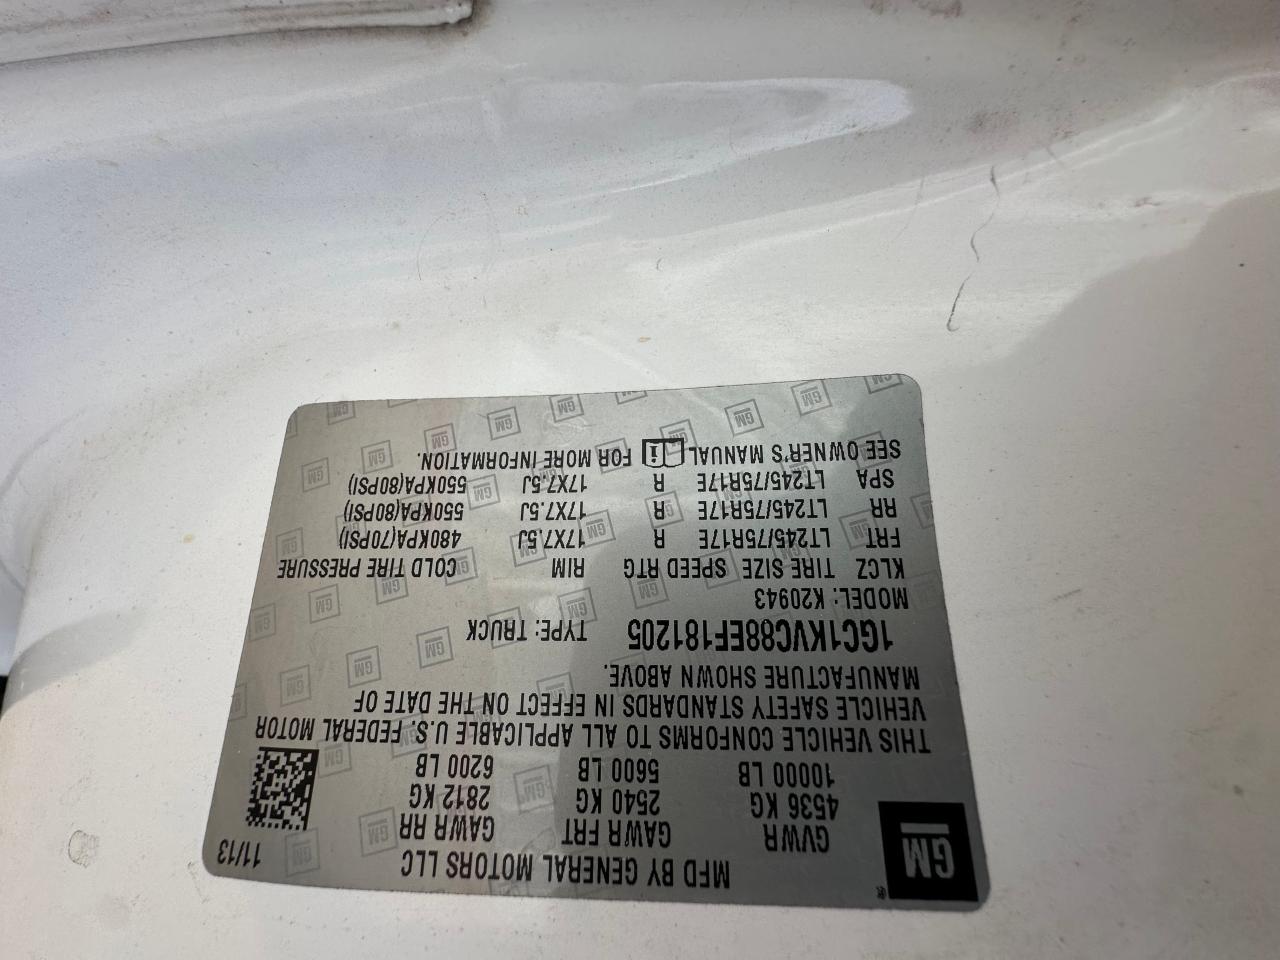 MFD BY GENERAL MOTORS LLC 11/13
GM
GVWR GAWR FRT GAWR RR
4536 KG 2540 KG 2812 KG
10000 LB 5600 LB 6200 LB
THIS VEHICLE CONFORMS TO ALL APPLICABLE U.S. FEDERAL MOTOR
VEHICLE SAFETY STANDARDS IN EFFECT ON THE DATE OF
MANUFACTURE SHOWN ABOVE.
1GC1KVC88EF181205 TYPE: TRUCK
MODEL: K20943
KLCZ TIRE SIZE SPEED RTG RIM COLD TIRE PRESSURE
FRT LT245/75R17E R 17X7.5J 480KPA(70PSI)
RR LT245/75R17E R 17X7.5J 550KPA(80PSI)
SPA LT245/75R17E R 17X7.5J 550KPA(80PSI)
SEE OWNER'S MANUAL i FOR MORE INFORMATION.